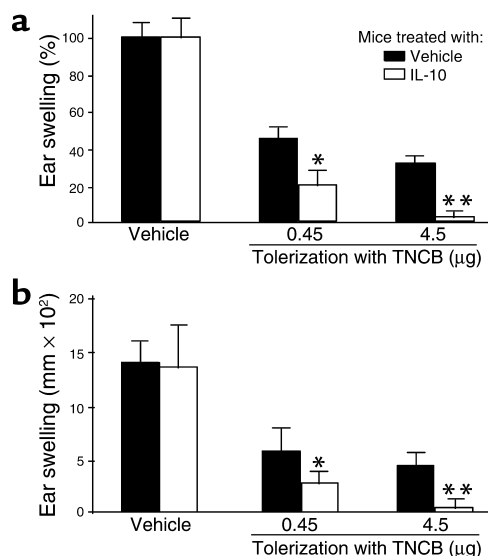 a
Mice treated with:
Vehicle
IL-10
Ear swelling (%)
100
80
60
40
20
0
*
**
Vehicle
0.45
4.5
Tolerization with TNCB (µg)
b
Ear swelling (mm × 10²)
20
15
10
5
0
*
**
Vehicle
0.45
4.5
Tolerization with TNCB (µg)